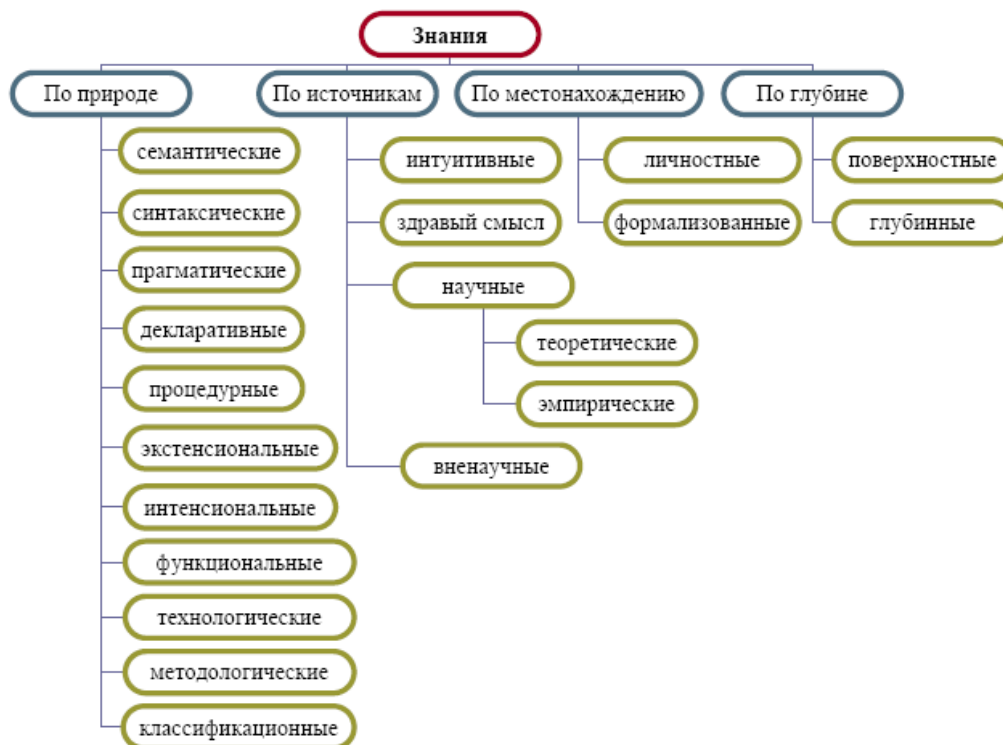 Знания
По природе
По источникам
По местонахождению
По глубине
семантические
синтаксические
прагматические
декларативные
процедурные
экстенсиональные
интенсиональные
функциональные
технологические
методологические
классификационные
интуитивные
здравый смысл
научные
теоретические
эмпирические
вненаучные
личностные
формализованные
поверхностные
глубинные